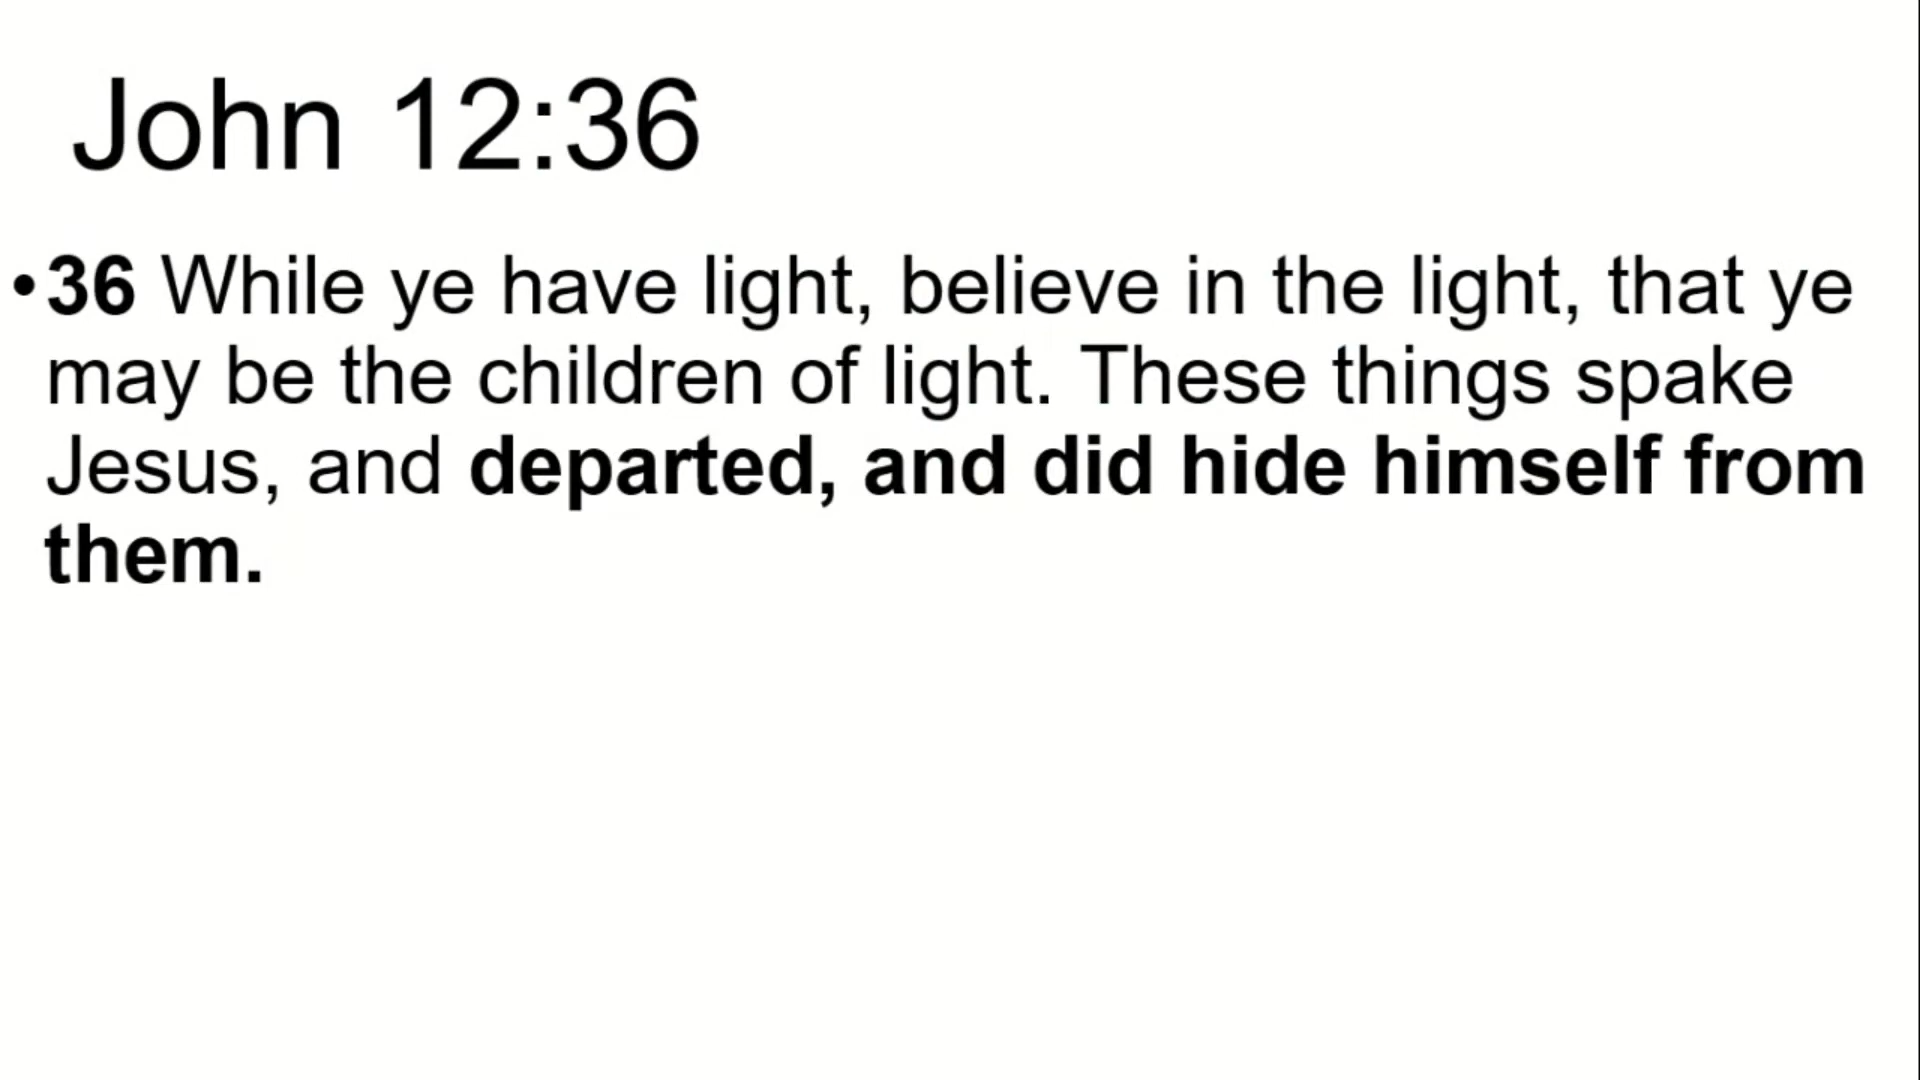 John 12:36
•36 While ye have light, believe in the light, that ye
may be the children of light. These things spake
Jesus, and departed, and did hide himself from
them.